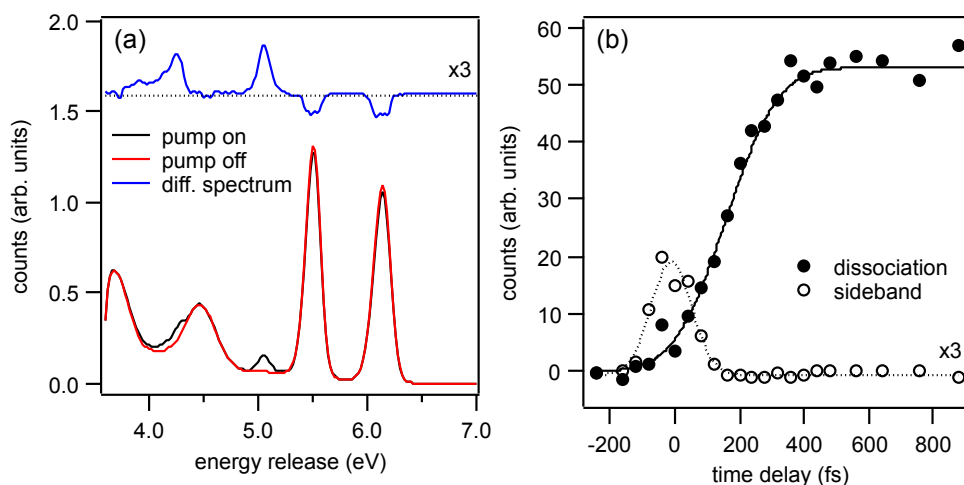 (a)
2.0
1.5
1.0
0.5
0.0
counts (arb. units)
x3
pump on
pump off
diff. spectrum
4.0 5.0 6.0 7.0
energy release (eV)
(b)
60
50
40
30
20
10
0
counts (arb. units)
dissociation
sideband
x3
-200 0 200 400 600 800
time delay (fs)